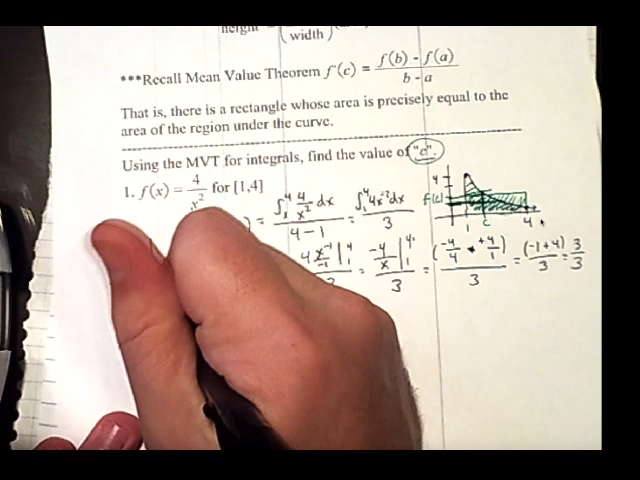 height = (
width)
***Recall Mean Value Theorem f'(c) = f(b) - f(a) / b - a
That is, there is a rectangle whose area is precisely equal to the
area of the region under the curve.
Using the MVT for integrals, find the value of "c".
1. f(x) = 4/x² for [1,4]
) = ∫₁⁴ 4/x² dx / 4-1 = ∫₁⁴ 4x⁻² dx / 3
4 f(c) 1 c 4
4x⁻¹/-1 |₁⁴ / 3 = -4/x |₁⁴ / 3 = (-4/4 + +4/1) / 3 = (-1+4) / 3 = 3/3